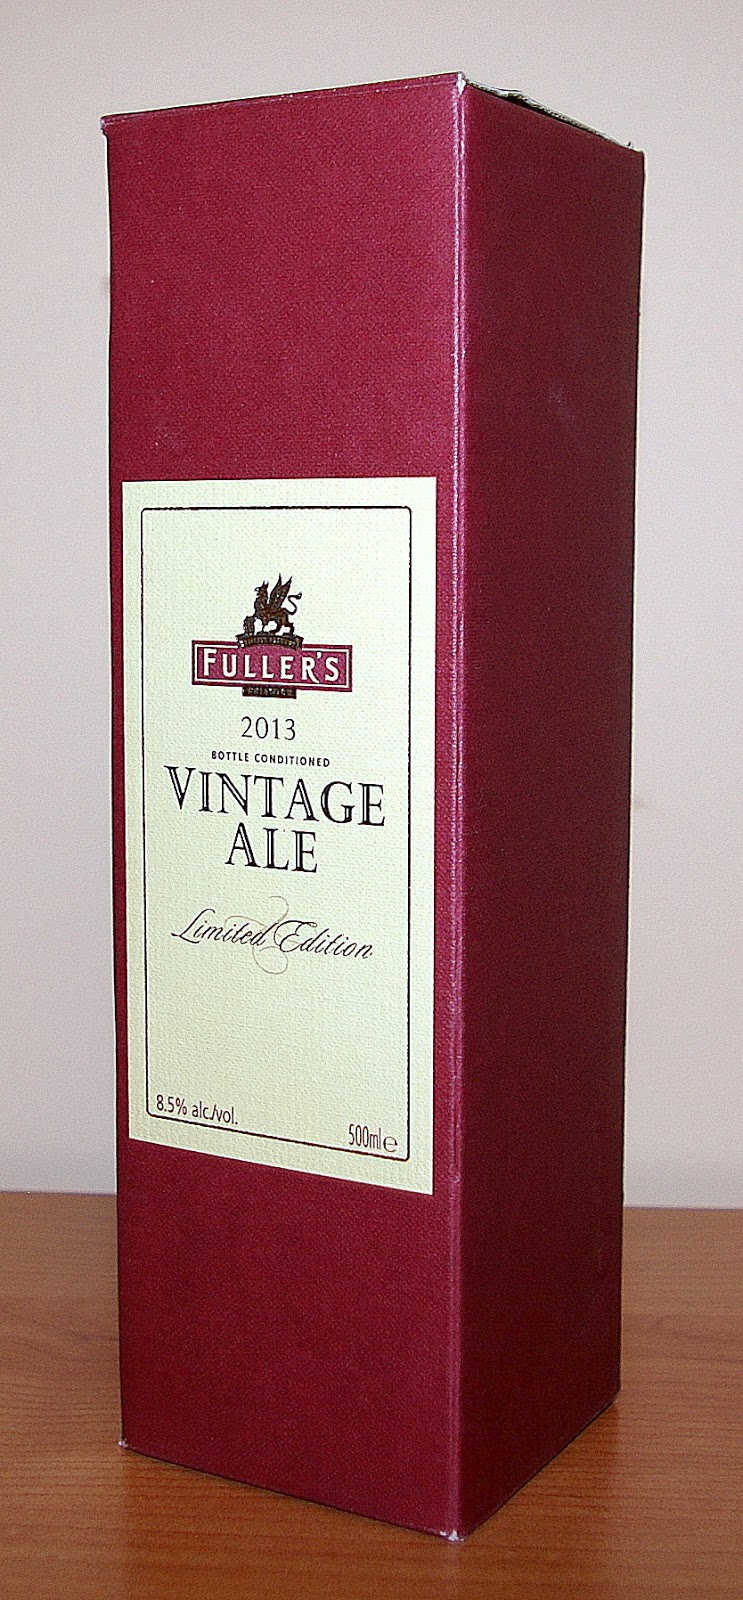 FULLER'S
2013
BOTTLE CONDITIONED
VINTAGE
ALE
Limited Edition
8.5% alc./vol.
500ml ℮